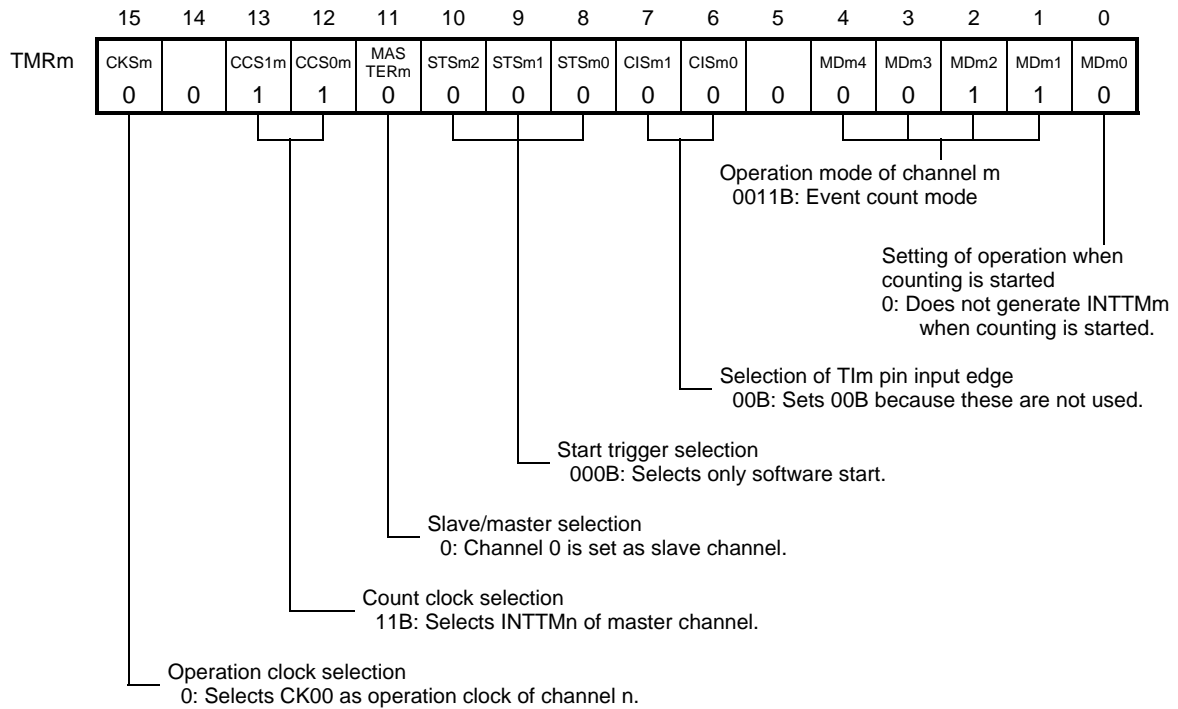 15 14 13 12 11 10 9 8 7 6 5 4 3 2 1 0
TMRm CKSm CCS1m CCS0m MAS TERm STSm2 STSm1 STSm0 CISm1 CISm0 MDm4 MDm3 MDm2 MDm1 MDm0
0 0 1 1 0 0 0 0 0 0 0 0 0 1 1 0
Operation mode of channel m
0011B: Event count mode
Setting of operation when
counting is started
0: Does not generate INTTMm
when counting is started.
Selection of TIm pin input edge
00B: Sets 00B because these are not used.
Start trigger selection
000B: Selects only software start.
Slave/master selection
0: Channel 0 is set as slave channel.
Count clock selection
11B: Selects INTTMn of master channel.
Operation clock selection
0: Selects CK00 as operation clock of channel n.